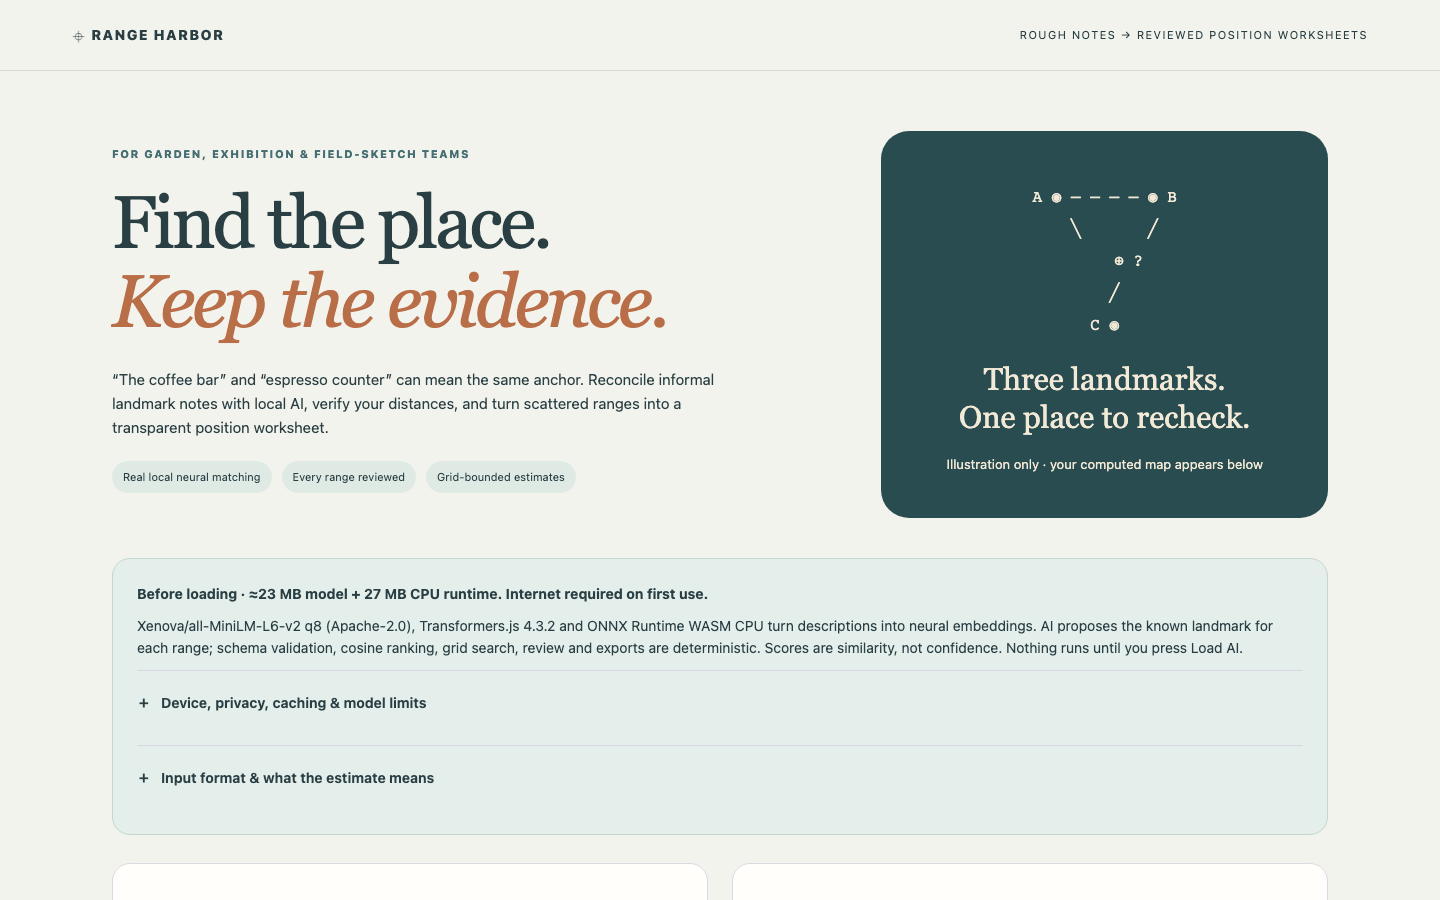 ⌖ RANGE HARBOR
ROUGH NOTES → REVIEWED POSITION WORKSHEETS
FOR GARDEN, EXHIBITION & FIELD-SKETCH TEAMS
Find the place.
Keep the evidence.
“The coffee bar” and “espresso counter” can mean the same anchor. Reconcile informal
landmark notes with local AI, verify your distances, and turn scattered ranges into a
transparent position worksheet.
Real local neural matching
Every range reviewed
Grid-bounded estimates
A ◉ — — — — ◉ B
\ /
⊕ ?
/
C ◉
Three landmarks.
One place to recheck.
Illustration only · your computed map appears below
Before loading · ≈23 MB model + 27 MB CPU runtime. Internet required on first use.
Xenova/all-MiniLM-L6-v2 q8 (Apache-2.0), Transformers.js 4.3.2 and ONNX Runtime WASM CPU turn descriptions into neural embeddings. AI proposes the known landmark for
each range; schema validation, cosine ranking, grid search, review and exports are deterministic. Scores are similarity, not confidence. Nothing runs until you press Load AI.
+ Device, privacy, caching & model limits
+ Input format & what the estimate means